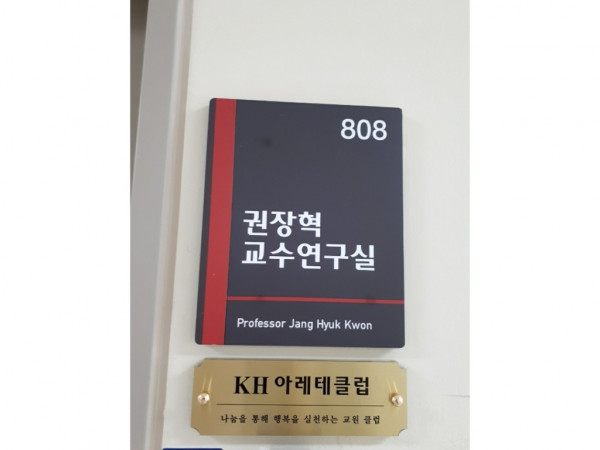 808
권장혁
교수연구실
Professor Jang Hyuk Kwon
KH 아레테클럽
나눔을 통해 행복을 실천하는 교원 클럽